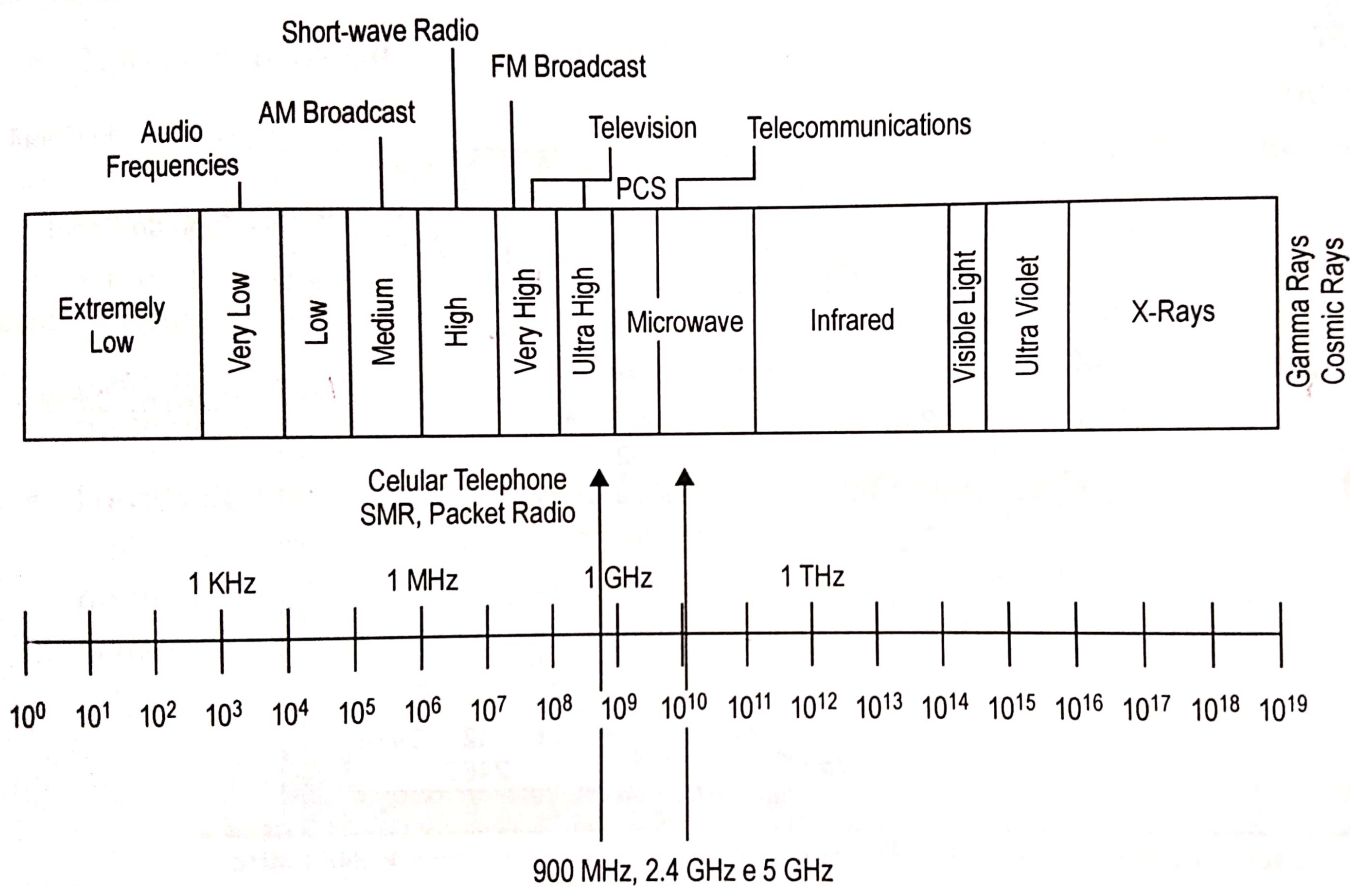 Short-wave Radio
FM Broadcast
AM Broadcast
Television
Telecommunications
Audio
Frequencies
PCS
Extremely
Low
Very Low
Low
Medium
High
Very High
Ultra High
Microwave
Infrared
Visible Light
Ultra Violet
X-Rays
Gamma Rays
Cosmic Rays
Celular Telephone
SMR, Packet Radio
1 KHz
1 MHz
1 GHz
1 THz
10⁰ 10¹ 10² 10³ 10⁴ 10⁵ 10⁶ 10⁷ 10⁸ 10⁹ 10¹⁰ 10¹¹ 10¹² 10¹³ 10¹⁴ 10¹⁵ 10¹⁶ 10¹⁷ 10¹⁸ 10¹⁹
900 MHz, 2.4 GHz e 5 GHz